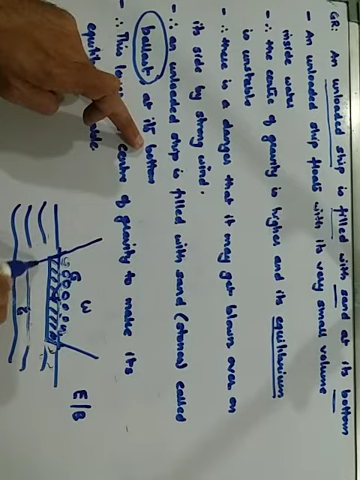 GR: An unloaded ship is filled with sand at its bottom
- An unloaded ship floats with its very small volume
inside water
- ∴ the centre of gravity is higher and its equilibrium
is unstable
- ∴ there is a danger that it may get blown over on
its side by strong wind.
- ∴ an unloaded ship is filled with sand (stones) called
ballast at its bottom
- ∴ This lowers centre of gravity to make its
W
G
E/B